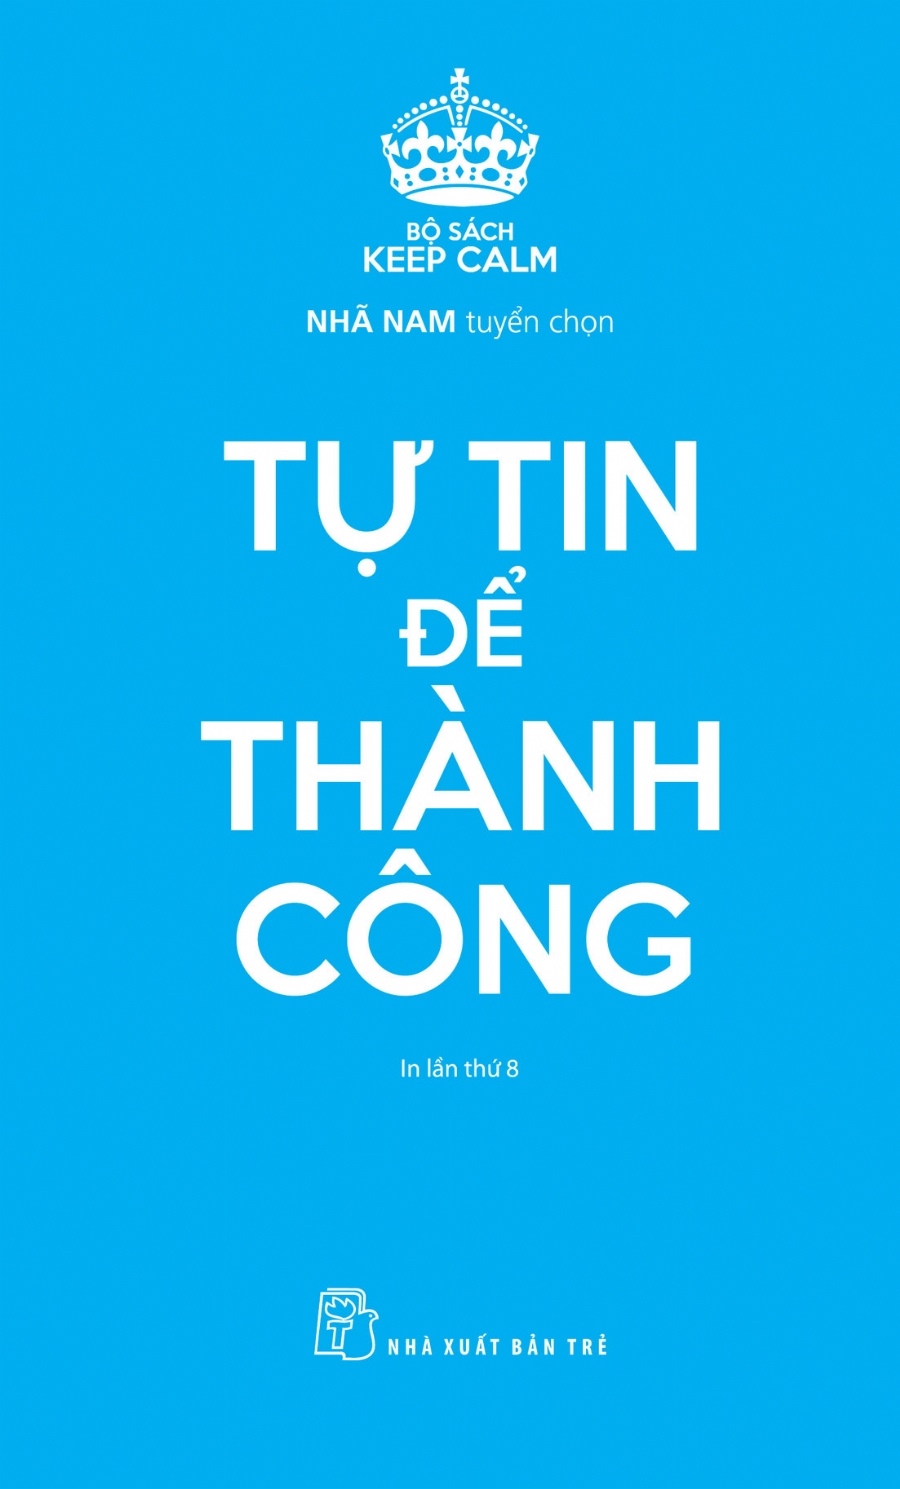 BỘ SÁCH
KEEP CALM
NHÃ NAM tuyển chọn
TỰ TIN
ĐỂ
THÀNH
CÔNG
In lần thứ 8
T
NHÀ XUẤT BẢN TRẺ